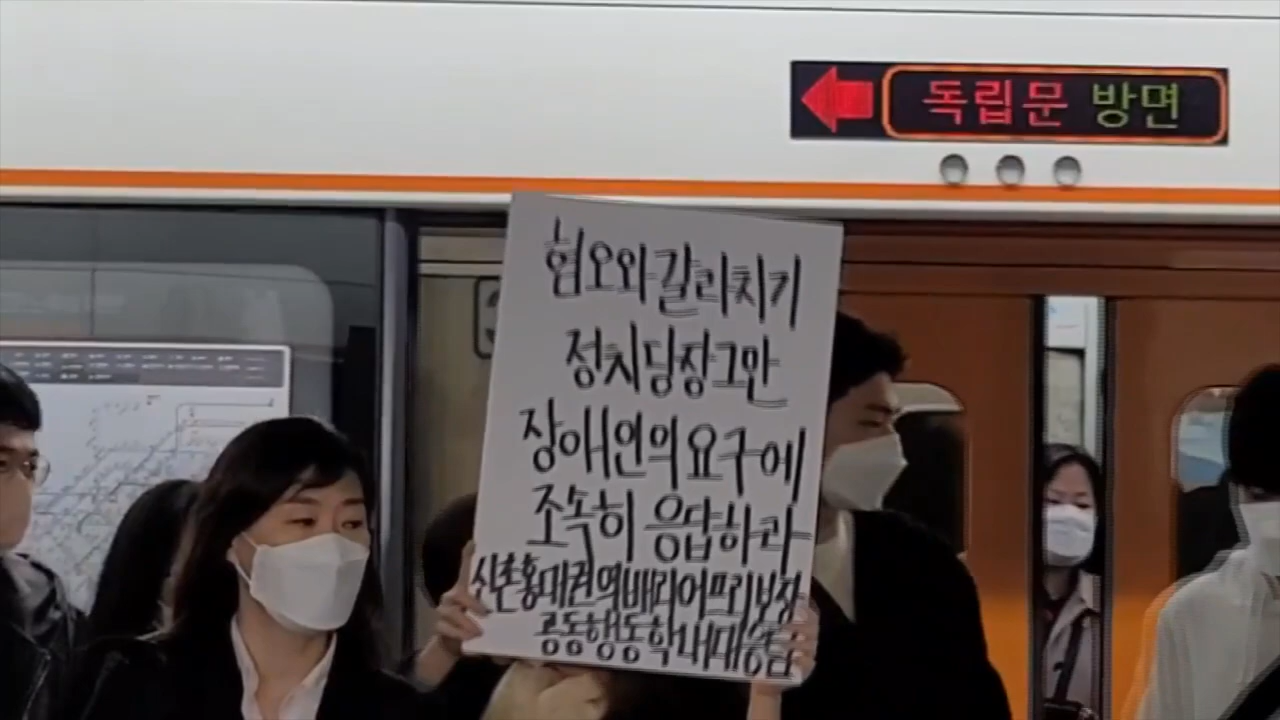 독립문 방면
혐오와 갈라치기
정치당장그만
장애인의 요구에
조속히 응답하라
신촌홍대권역배리어프리보장
공동행동학내대응팀